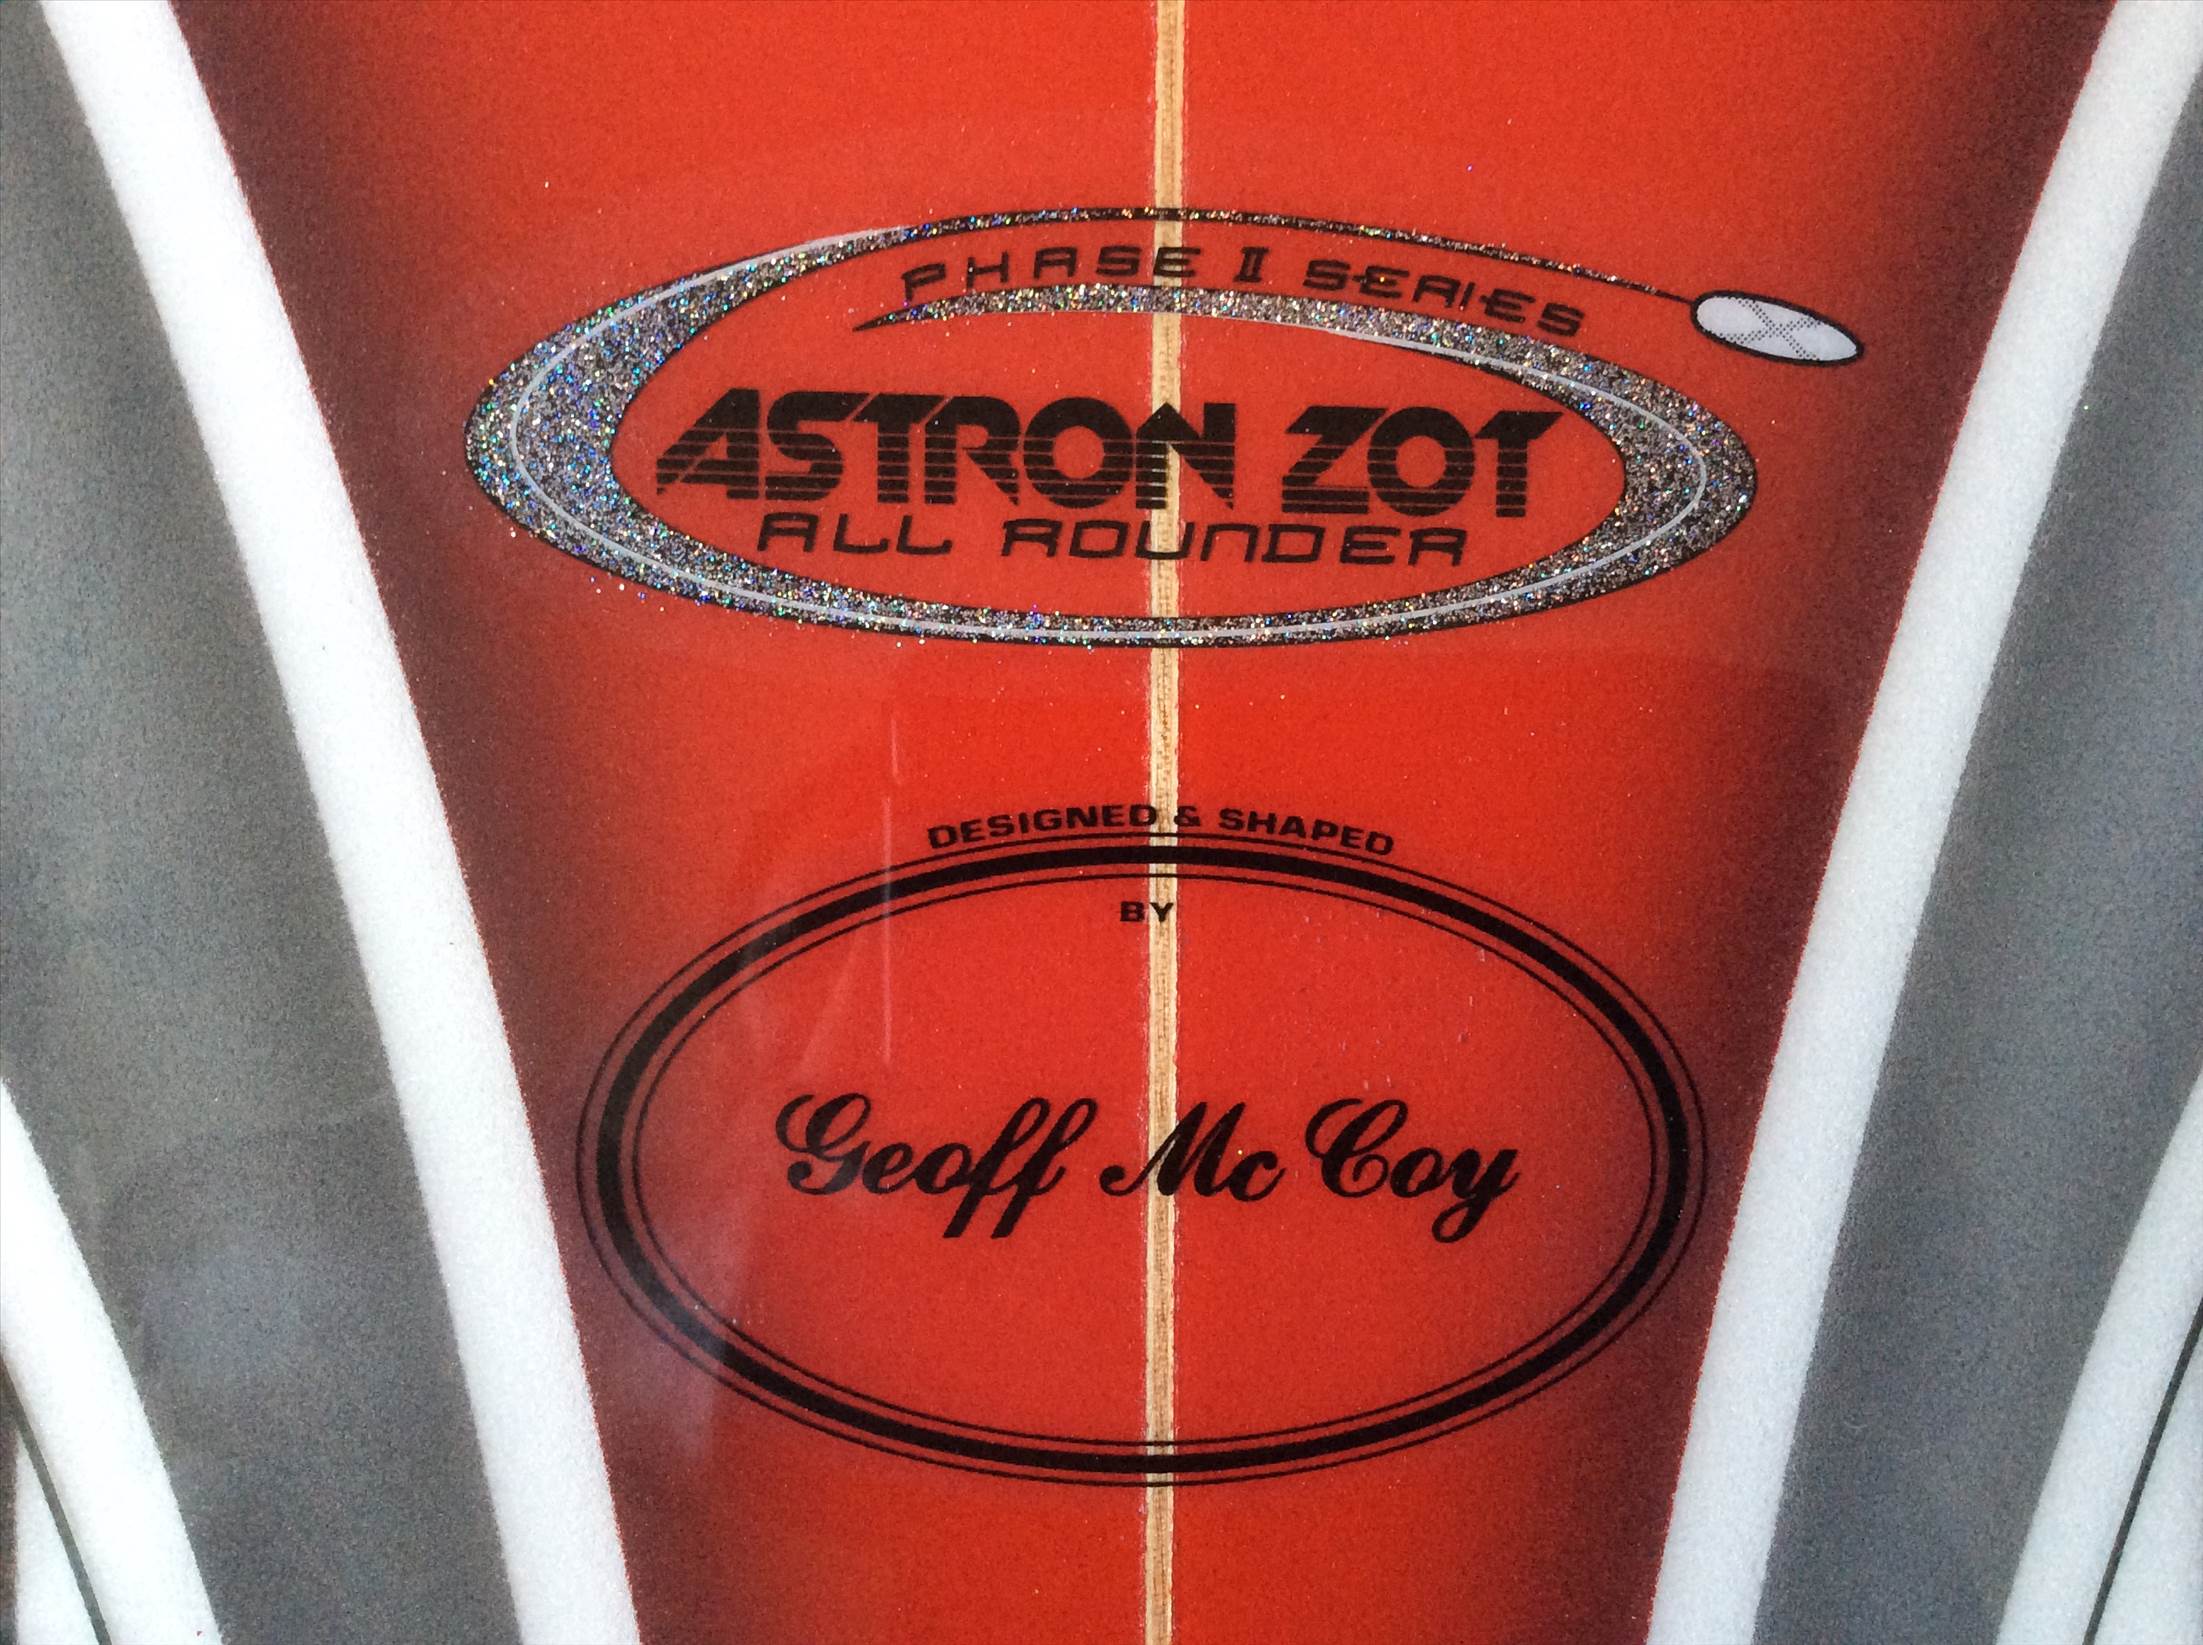 PHASE II SERIES
ASTRON ZOT
ALL ROUNDER
DESIGNED & SHAPED
BY
Geoff McCoy